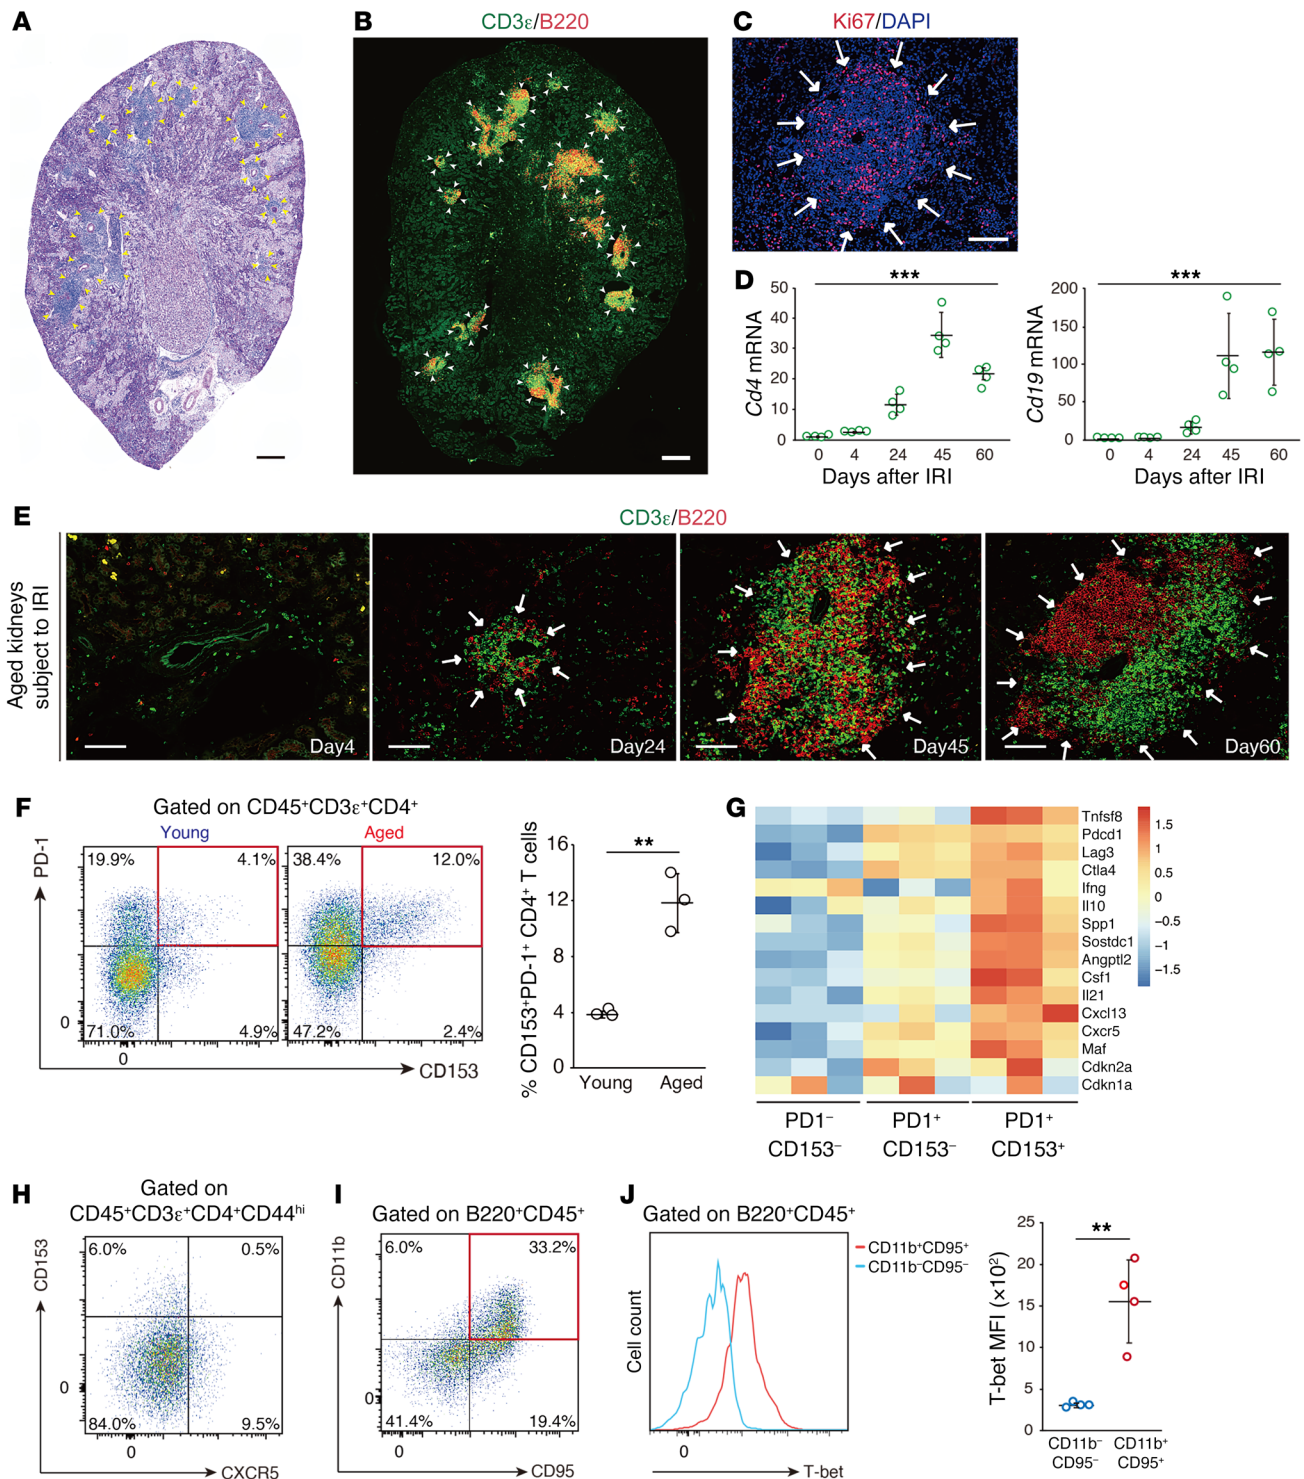 A
B
CD3ε/B220
C
Ki67/DAPI
D
***
50
40
30
20
10
0
Cd4 mRNA
0 4 24 45 60
Days after IRI
***
200
150
100
50
0
Cd19 mRNA
0 4 24 45 60
Days after IRI
E
CD3ε/B220
Aged kidneys
subject to IRI
Day4
Day24
Day45
Day60
F
Gated on CD45⁺CD3ε⁺CD4⁺
Young
Aged
PD-1
19.9%
4.1%
38.4%
12.0%
71.0%
4.9%
47.2%
2.4%
0
0
CD153
% CD153⁺PD-1⁺ CD4⁺ T cells
**
16
12
8
4
0
Young
Aged
G
Tnfsf8
Pdcd1
Lag3
Ctla4
Ifng
Il10
Spp1
Sostdc1
Angptl2
Csf1
Il21
Cxcl13
Cxcr5
Maf
Cdkn2a
Cdkn1a
1.5
1
0.5
0
−0.5
−1
−1.5
PD1⁻
CD153⁻
PD1⁺
CD153⁻
PD1⁺
CD153⁺
H
Gated on
CD45⁺CD3ε⁺CD4⁺CD44ʰⁱ
CD153
6.0%
0.5%
0
84.0%
9.5%
0
CXCR5
I
Gated on B220⁺CD45⁺
CD11b
6.0%
33.2%
0
41.4%
19.4%
0
CD95
J
Gated on B220⁺CD45⁺
CD11b⁺CD95⁺
CD11b⁻CD95⁻
Cell count
0
T-bet
T-bet MFI (×10²)
**
25
20
15
10
5
0
CD11b⁻
CD95⁻
CD11b⁺
CD95⁺